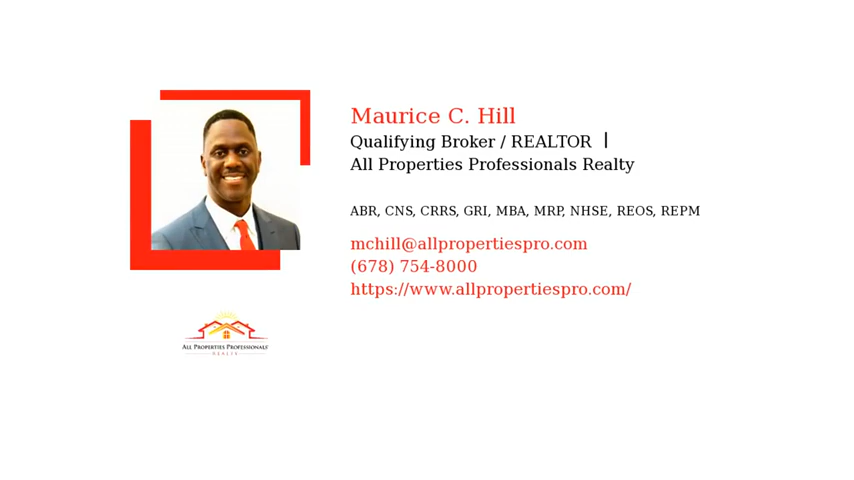 Maurice C. Hill
Qualifying Broker / REALTOR |
All Properties Professionals Realty
ABR, CNS, CRRS, GRI, MBA, MRP, NHSE, REOS, REPM
mchill@allpropertiespro.com
(678) 754-8000
https://www.allpropertiespro.com/
All Properties Professionals
REALTY